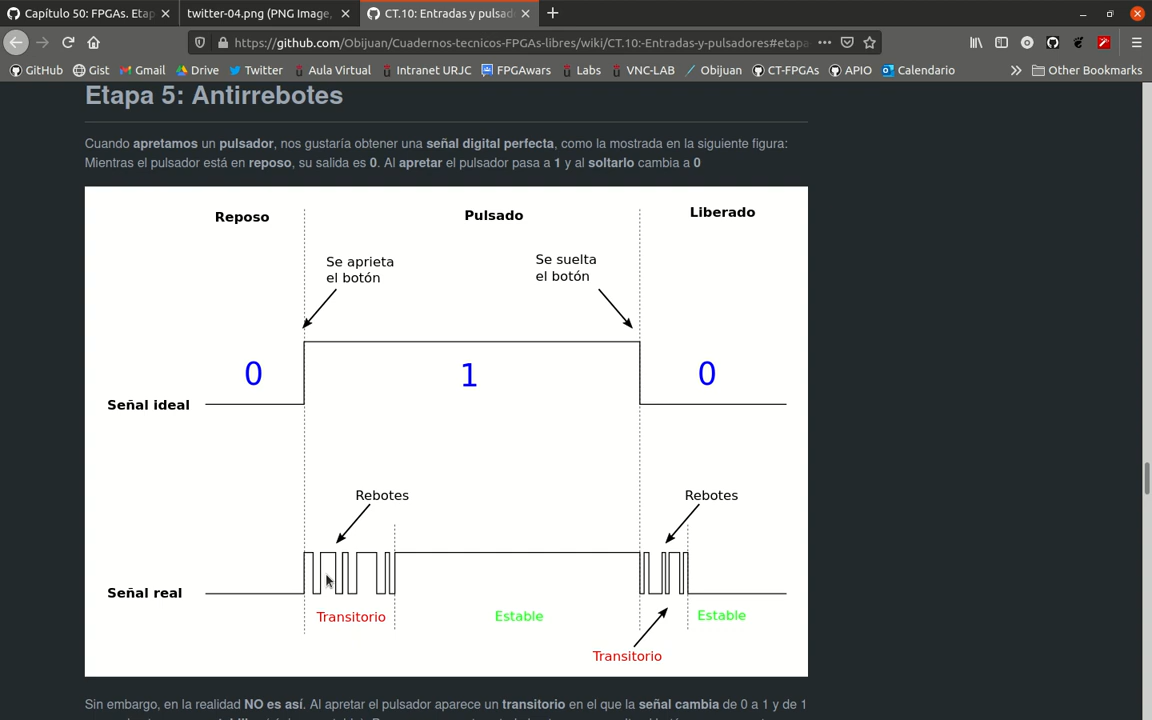 Capítulo 50: FPGAs. Etap
twitter-04.png (PNG Image,
CT.10: Entradas y pulsad
https://github.com/Obijuan/Cuadernos-tecnicos-FPGAs-libres/wiki/CT.10:-Entradas-y-pulsadores#etapa
GitHub
Gist
Gmail
Drive
Twitter
Aula Virtual
Intranet URJC
FPGAwars
Labs
VNC-LAB
Obijuan
CT-FPGAs
APIO
Calendario
Other Bookmarks
Etapa 5: Antirrebotes
Cuando apretamos un pulsador, nos gustaría obtener una señal digital perfecta, como la mostrada en la siguiente figura:
Mientras el pulsador está en reposo, su salida es 0. Al apretar el pulsador pasa a 1 y al soltarlo cambia a 0
Reposo
Pulsado
Liberado
Se aprieta
el botón
Se suelta
el botón
0
1
0
Señal ideal
Rebotes
Rebotes
Señal real
Transitorio
Estable
Estable
Transitorio
Sin embargo, en la realidad NO es así. Al apretar el pulsador aparece un transitorio en el que la señal cambia de 0 a 1 y de 1